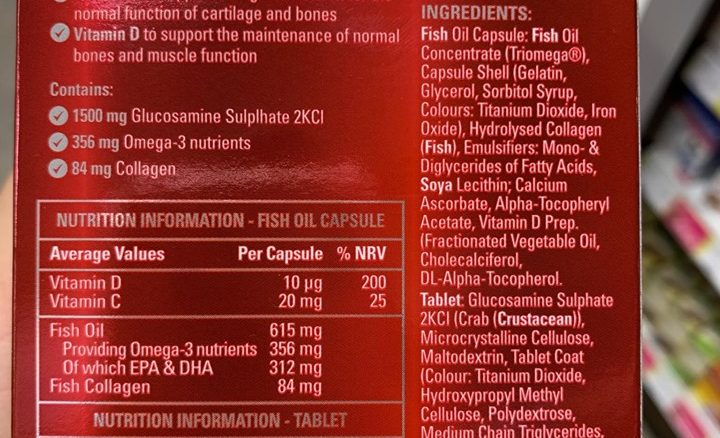 normal function of cartilage and bones
Vitamin D to support the maintenance of normal
bones and muscle function
Contains:
1500 mg Glucosamine Sulplhate 2KCl
356 mg Omega-3 nutrients
84 mg Collagen
NUTRITION INFORMATION - FISH OIL CAPSULE
Average Values Per Capsule % NRV
Vitamin D 10 µg 200
Vitamin C 20 mg 25
Fish Oil 615 mg
Providing Omega-3 nutrients 356 mg
Of which EPA & DHA 312 mg
Fish Collagen 84 mg
NUTRITION INFORMATION - TABLET
INGREDIENTS:
Fish Oil Capsule: Fish Oil
Concentrate (Triomega®),
Capsule Shell (Gelatin,
Glycerol, Sorbitol Syrup,
Colours: Titanium Dioxide, Iron
Oxide), Hydrolysed Collagen
(Fish), Emulsifiers: Mono- &
Diglycerides of Fatty Acids,
Soya Lecithin; Calcium
Ascorbate, Alpha-Tocopheryl
Acetate, Vitamin D Prep.
(Fractionated Vegetable Oil,
Cholecalciferol,
DL-Alpha-Tocopherol.
Tablet: Glucosamine Sulphate
2KCl (Crab (Crustacean)),
Microcrystalline Cellulose,
Maltodextrin, Tablet Coat
(Colour: Titanium Dioxide,
Hydroxypropyl Methyl
Cellulose, Polydextrose,
Medium Chain Triglycerides,